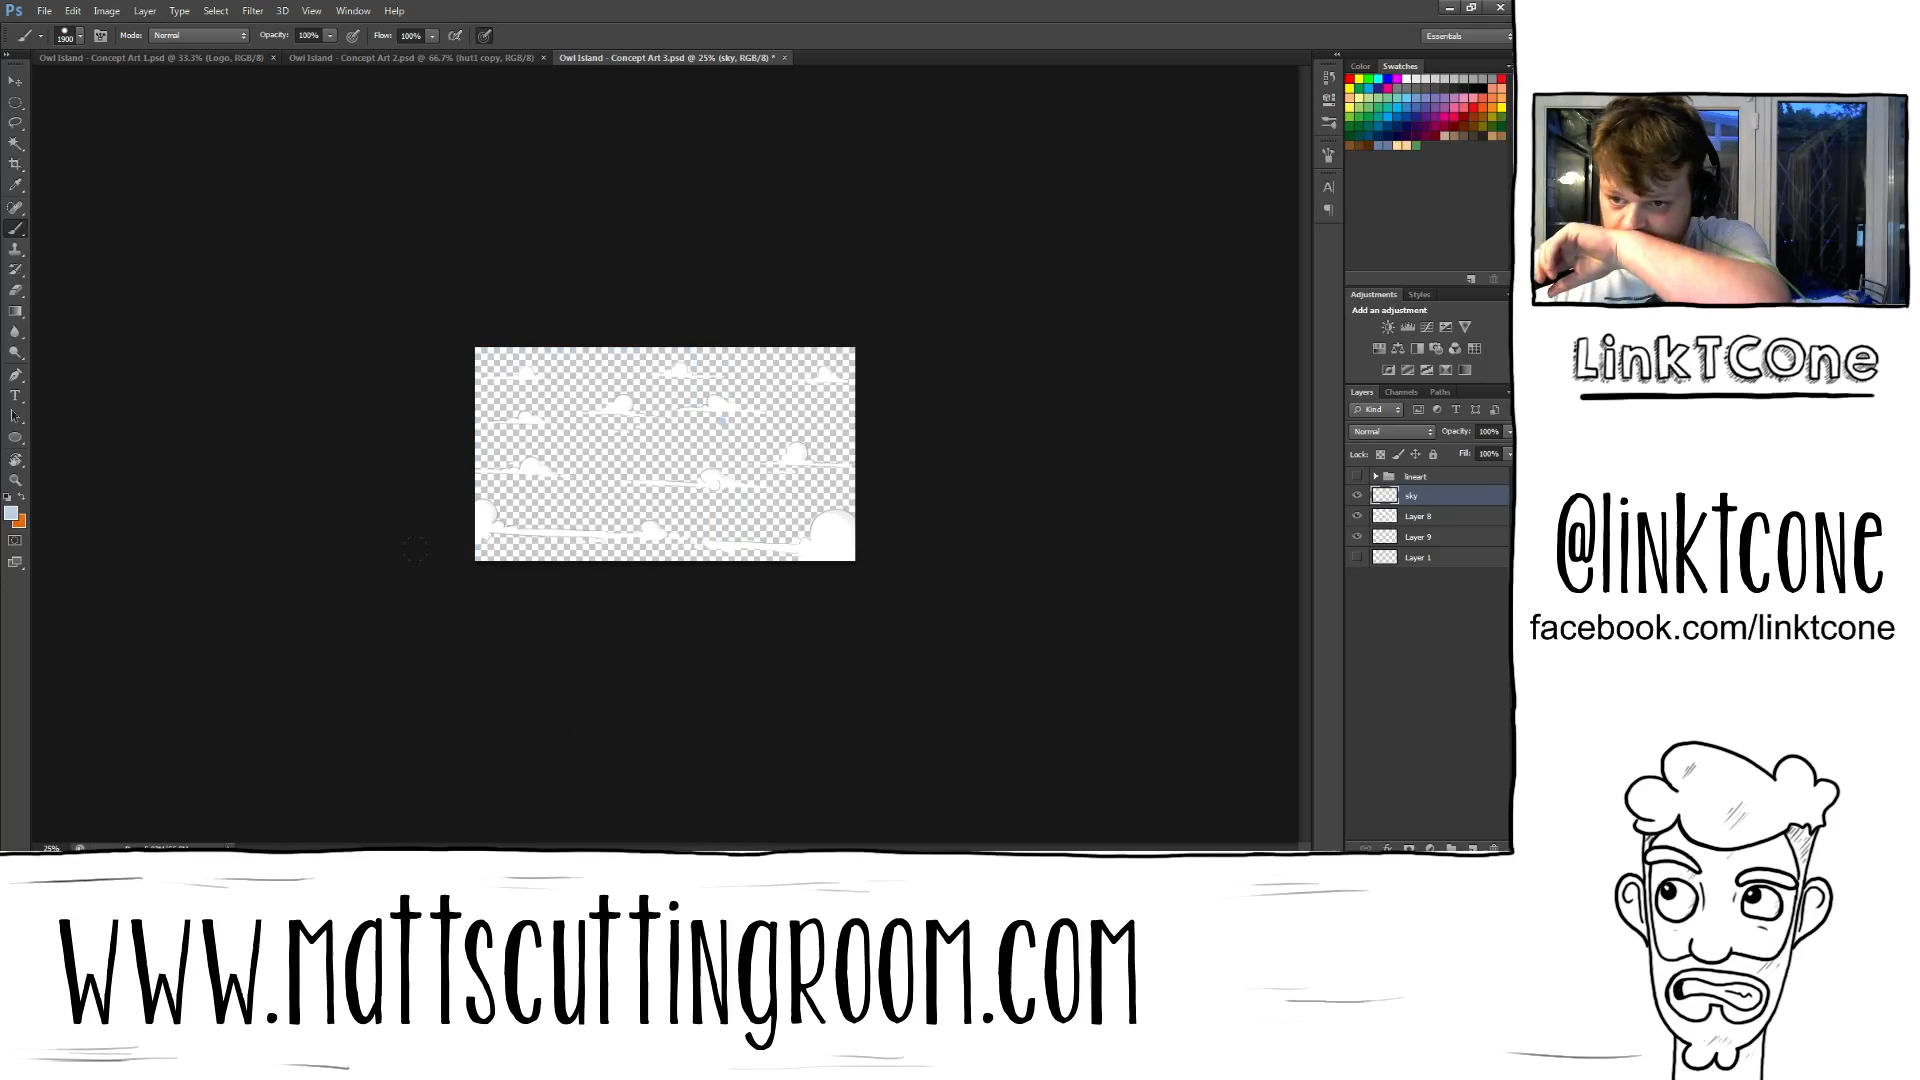 Ps File Edit Image Layer Type Select Filter 3D View Window Help
1900 Mode: Normal Opacity: 100% Flow: 100% Essentials
Owl Island - Concept Art 1.psd @ 33.3% (Logo, RGB/8) × Owl Island - Concept Art 2.psd @ 66.7% (hut1 copy, RGB/8) × Owl Island - Concept Art 3.psd @ 25% (sky, RGB/8) * ×
Color Swatches
Adjustments Styles
Add an adjustment
Layers Channels Paths
Kind
Normal Opacity: 100%
Lock: Fill: 100%
lineart
sky
Layer 8
Layer 9
Layer 1
25%
LinkTCOne
@linktcone
facebook.com/linktcone
www.mattscuttingroom.com